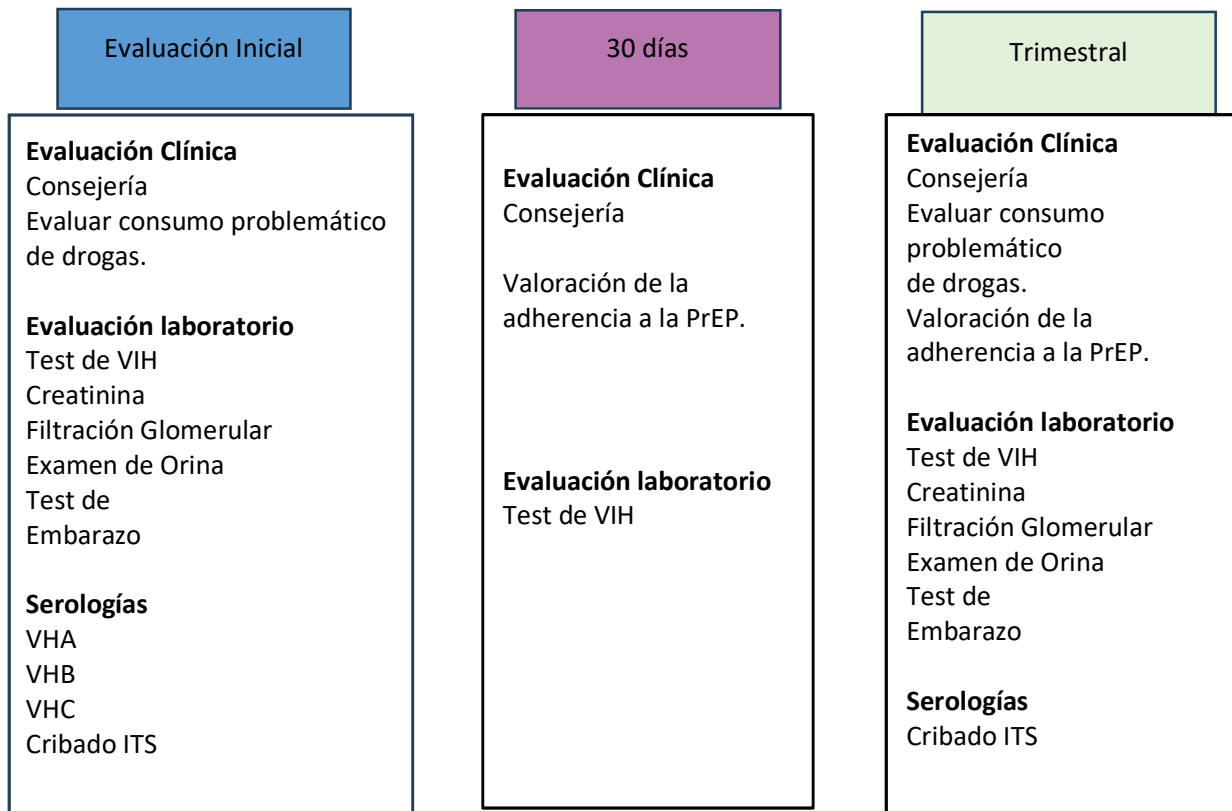 Evaluación Inicial
Evaluación Clínica
Consejería
Evaluar consumo problemático
de drogas.
Evaluación laboratorio
Test de VIH
Creatinina
Filtración Glomerular
Examen de Orina
Test de
Embarazo
Serologías
VHA
VHB
VHC
Cribado ITS
30 días
Evaluación Clínica
Consejería
Valoración de la
adherencia a la PrEP.
Evaluación laboratorio
Test de VIH
Trimestral
Evaluación Clínica
Consejería
Evaluar consumo
problemático
de drogas.
Valoración de la
adherencia a la PrEP.
Evaluación laboratorio
Test de VIH
Creatinina
Filtración Glomerular
Examen de Orina
Test de
Embarazo
Serologías
Cribado ITS